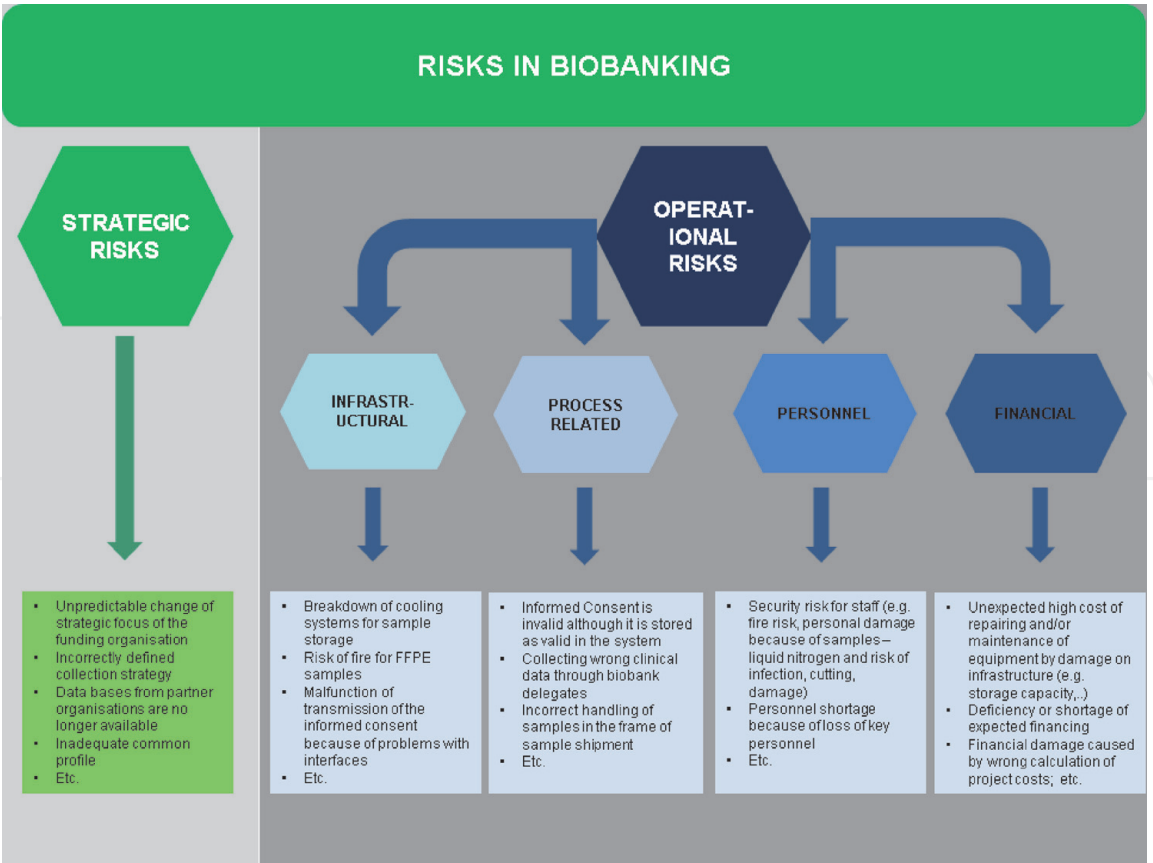 RISKS IN BIOBANKING
STRATEGIC
RISKS
OPERAT-
IONAL
RISKS
INFRASTR-
UCTURAL
PROCESS
RELATED
PERSONNEL
FINANCIAL
▪ Unpredictable change of
strategic focus of the
funding organisation
▪ Incorrectly defined
collection strategy
▪ Data bases from partner
organisations are no
longer available
▪ Inadequate common
profile
▪ Etc.
▪ Breakdown of cooling
systems for sample
storage
▪ Risk of fire for FFPE
samples
▪ Malfunction of
transmission of the
informed consent
because of problems with
interfaces
▪ Etc.
▪ Informed Consent is
invalid although it is stored
as valid in the system
▪ Collecting wrong clinical
data through biobank
delegates
▪ Incorrect handling of
samples in the frame of
sample shipment
▪ Etc.
▪ Security risk for staff (e.g.
fire risk, personal damage
because of samples –
liquid nitrogen and risk of
infection, cutting,
damage)
▪ Personnel shortage
because of loss of key
personnel
▪ Etc.
▪ Unexpected high cost of
repairing and/or
maintenance of
equipment by damage on
infrastructure (e.g.
storage capacity,..)
▪ Deficiency or shortage of
expected financing
▪ Financial damage caused
by wrong calculation of
project costs; etc.